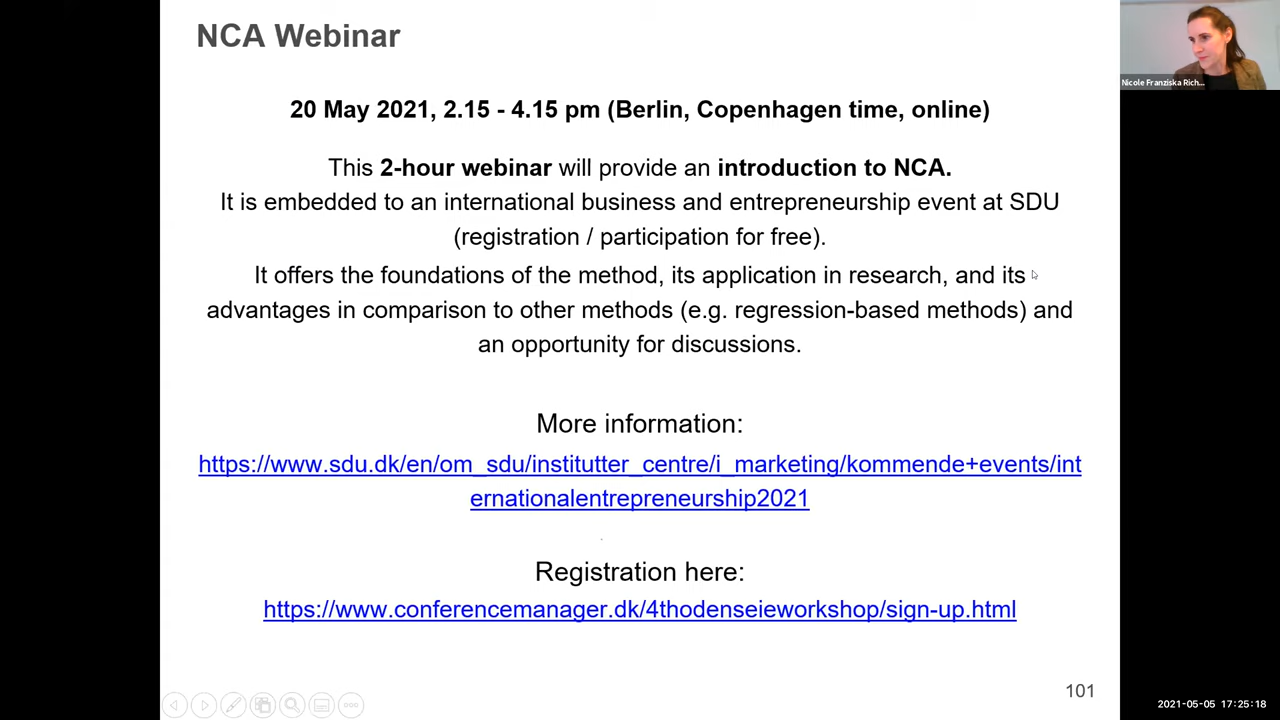 NCA Webinar
Nicole Franziska Rich...
20 May 2021, 2.15 - 4.15 pm (Berlin, Copenhagen time, online)
This 2-hour webinar will provide an introduction to NCA.
It is embedded to an international business and entrepreneurship event at SDU
(registration / participation for free).
It offers the foundations of the method, its application in research, and its
advantages in comparison to other methods (e.g. regression-based methods) and
an opportunity for discussions.
More information:
https://www.sdu.dk/en/om_sdu/institutter_centre/i_marketing/kommende+events/int
ernationalentrepreneurship2021
Registration here:
https://www.conferencemanager.dk/4thodenseieworkshop/sign-up.html
101
2021-05-05 17:25:18